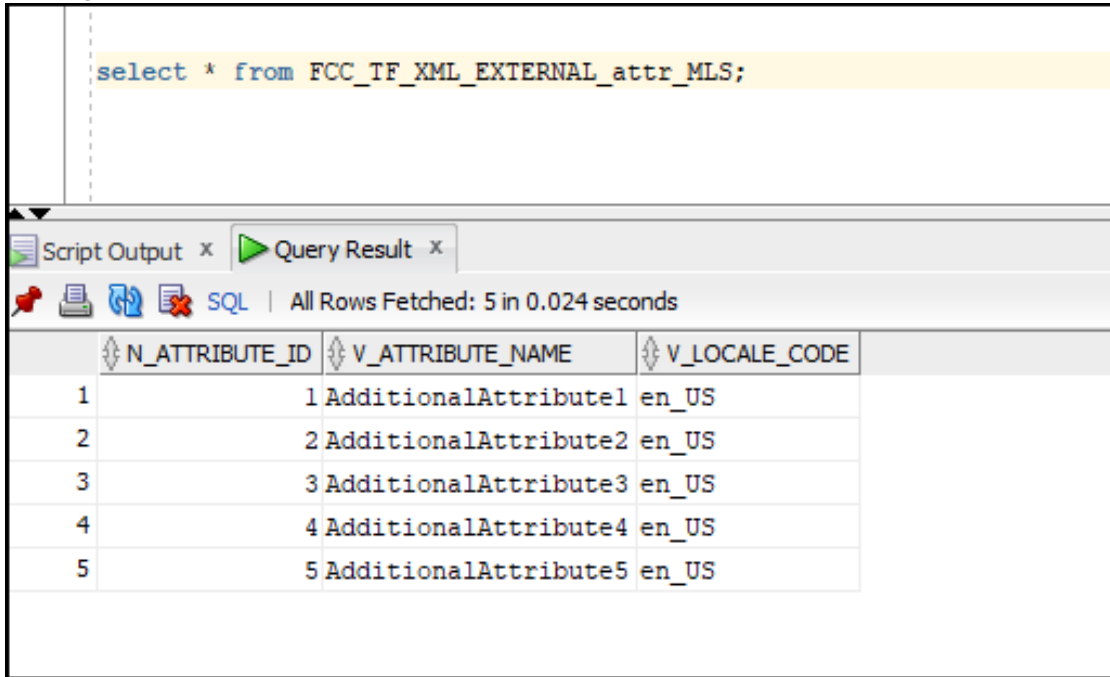 select * from FCC_TF_XML_EXTERNAL_attr_MLS;
Script Output x Query Result x
SQL | All Rows Fetched: 5 in 0.024 seconds
N_ATTRIBUTE_ID V_ATTRIBUTE_NAME V_LOCALE_CODE
1 1 AdditionalAttribute1 en_US
2 2 AdditionalAttribute2 en_US
3 3 AdditionalAttribute3 en_US
4 4 AdditionalAttribute4 en_US
5 5 AdditionalAttribute5 en_US